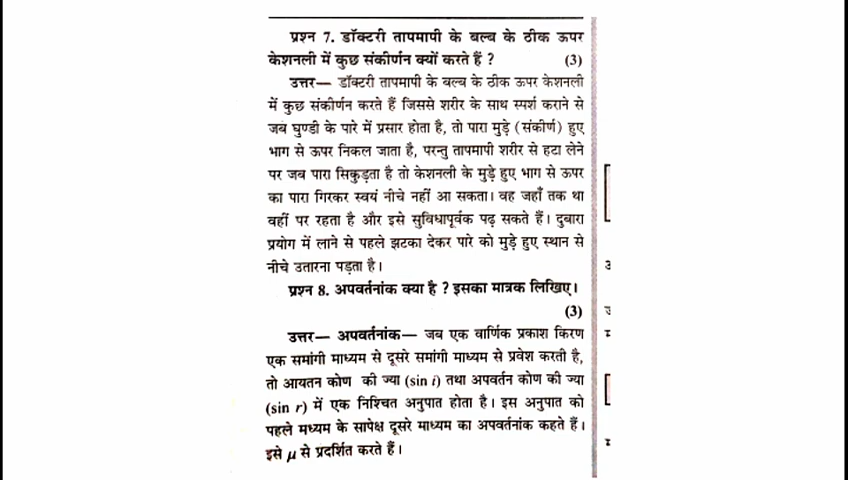 प्रश्न 7. डॉक्टरी तापमापी के बल्ब के ठीक ऊपर
केशनली में कुछ संकीर्णन क्यों करते हैं ? (3)
उत्तर— डॉक्टरी तापमापी के बल्ब के ठीक ऊपर केशनली
में कुछ संकीर्णन करते हैं जिससे शरीर के साथ स्पर्श कराने से
जब घुण्डी के पारे में प्रसार होता है, तो पारा मुड़े (संकीर्ण) हुए
भाग से ऊपर निकल जाता है, परन्तु तापमापी शरीर से हटा लेने
पर जब पारा सिकुड़ता है तो केशनली के मुड़े हुए भाग से ऊपर
का पारा गिरकर स्वयं नीचे नहीं आ सकता। वह जहाँ तक था
वहीं पर रहता है और इसे सुविधापूर्वक पढ़ सकते हैं। दुबारा
प्रयोग में लाने से पहले झटका देकर पारे को मुड़े हुए स्थान से
नीचे उतारना पड़ता है।
प्रश्न 8. अपवर्तनांक क्या है ? इसका मात्रक लिखिए।
(3)
उत्तर— अपवर्तनांक— जब एक वार्णिक प्रकाश किरण
एक समांगी माध्यम से दूसरे समांगी माध्यम से प्रवेश करती है,
तो आयतन कोण की ज्या (sin i) तथा अपवर्तन कोण की ज्या
(sin r) में एक निश्चित अनुपात होता है। इस अनुपात को
पहले मध्यम के सापेक्ष दूसरे माध्यम का अपवर्तनांक कहते हैं।
इसे μ से प्रदर्शित करते हैं।